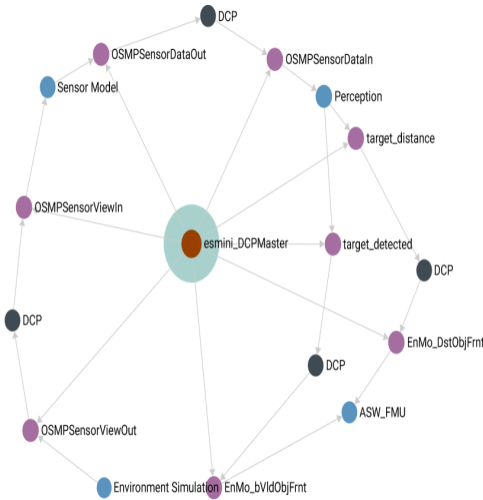 DCP
OSMPSensorDataOut
OSMPSensorDataIn
Sensor Model
Perception
target_distance
OSMPSensorViewIn
esmini_DCPMaster
target_detected
DCP
DCP
EnMo_DstObjFrnt
DCP
ASW_FMU
OSMPSensorViewOut
Environment Simulation
EnMo_bVldObjFrnt